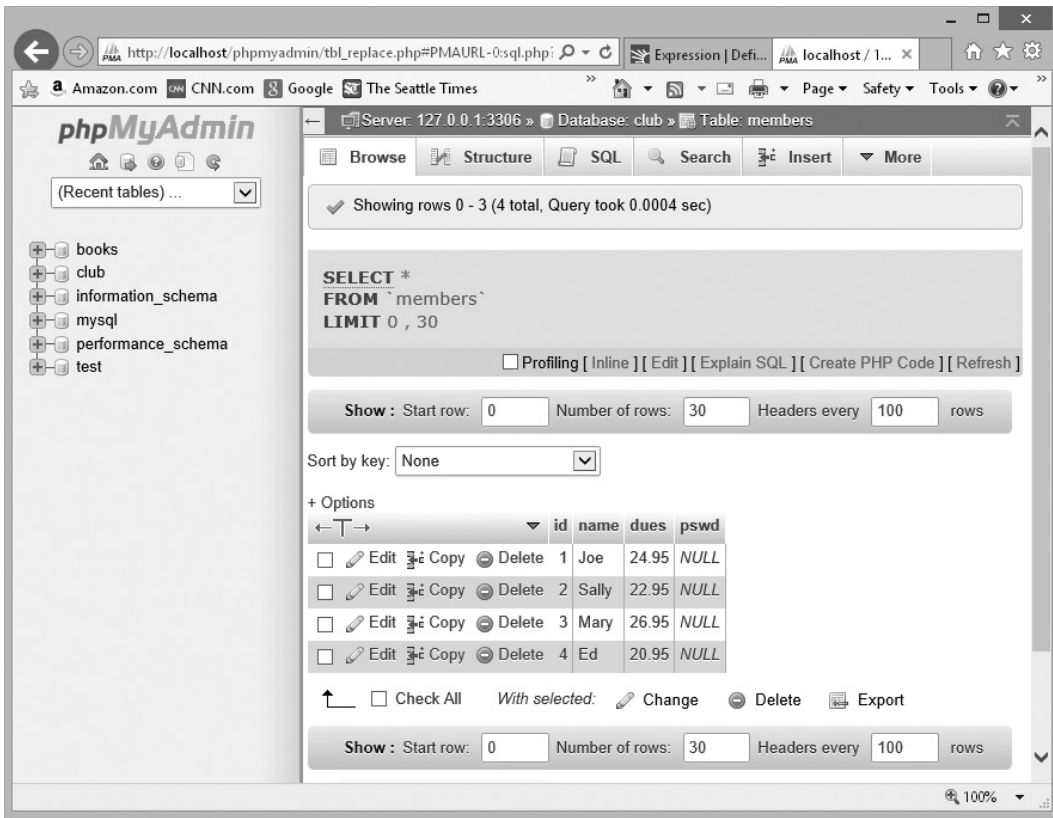 http://localhost/phpmyadmin/tbl_replace.php#PMAURL-0:sql.php?
Expression | Defi...
PMA localhost / 1...
Amazon.com CNN.com Google The Seattle Times
Page Safety Tools
phpMyAdmin
(Recent tables) ...
books
club
information_schema
mysql
performance_schema
test
Server: 127.0.0.1:3306 » Database: club » Table: members
Browse Structure SQL Search Insert More
Showing rows 0 - 3 (4 total, Query took 0.0004 sec)
SELECT *
FROM `members`
LIMIT 0 , 30
Profiling [ Inline ] [ Edit ] [ Explain SQL ] [ Create PHP Code ] [ Refresh ]
Show : Start row: 0 Number of rows: 30 Headers every 100 rows
Sort by key: None
+ Options
id name dues pswd
Edit Copy Delete 1 Joe 24.95 NULL
Edit Copy Delete 2 Sally 22.95 NULL
Edit Copy Delete 3 Mary 26.95 NULL
Edit Copy Delete 4 Ed 20.95 NULL
Check All With selected: Change Delete Export
Show : Start row: 0 Number of rows: 30 Headers every 100 rows
100%